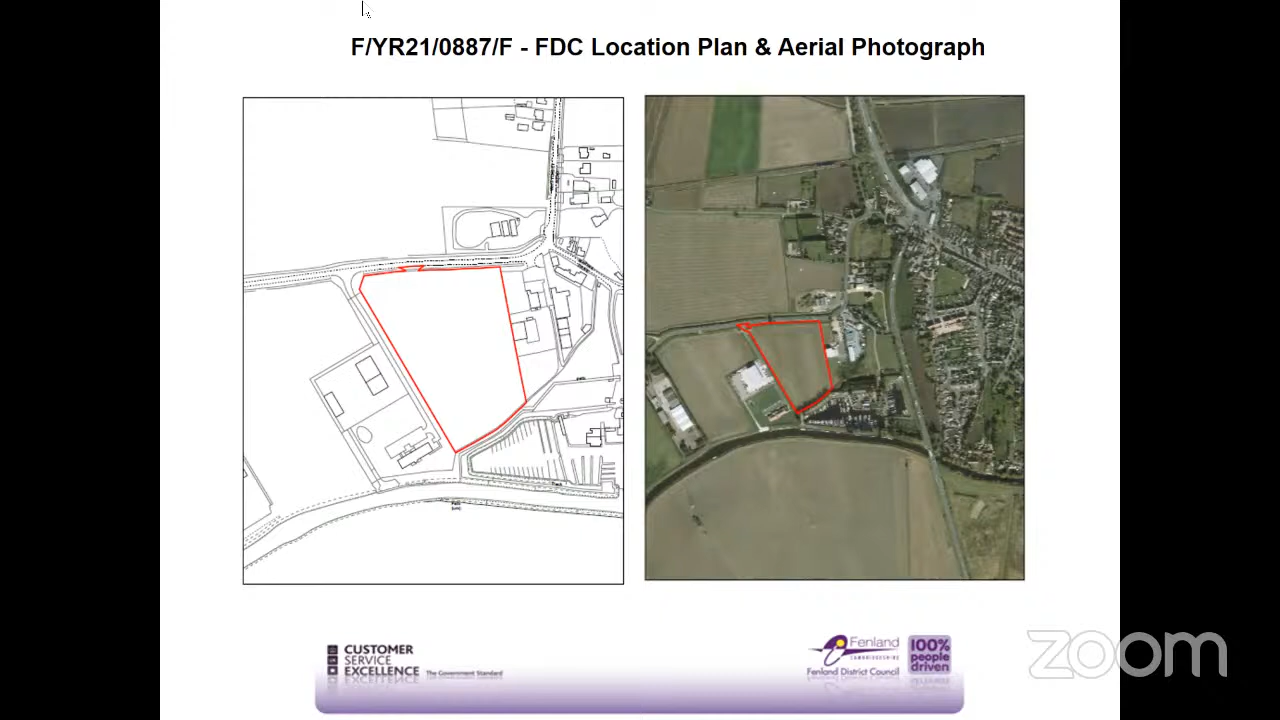 F/YR21/0887/F - FDC Location Plan & Aerial Photograph
CUSTOMER
SERVICE
EXCELLENCE
The Government Standard
Fenland
CAMBRIDGESHIRE
Fenland District Council
100%
people
driven
zoom